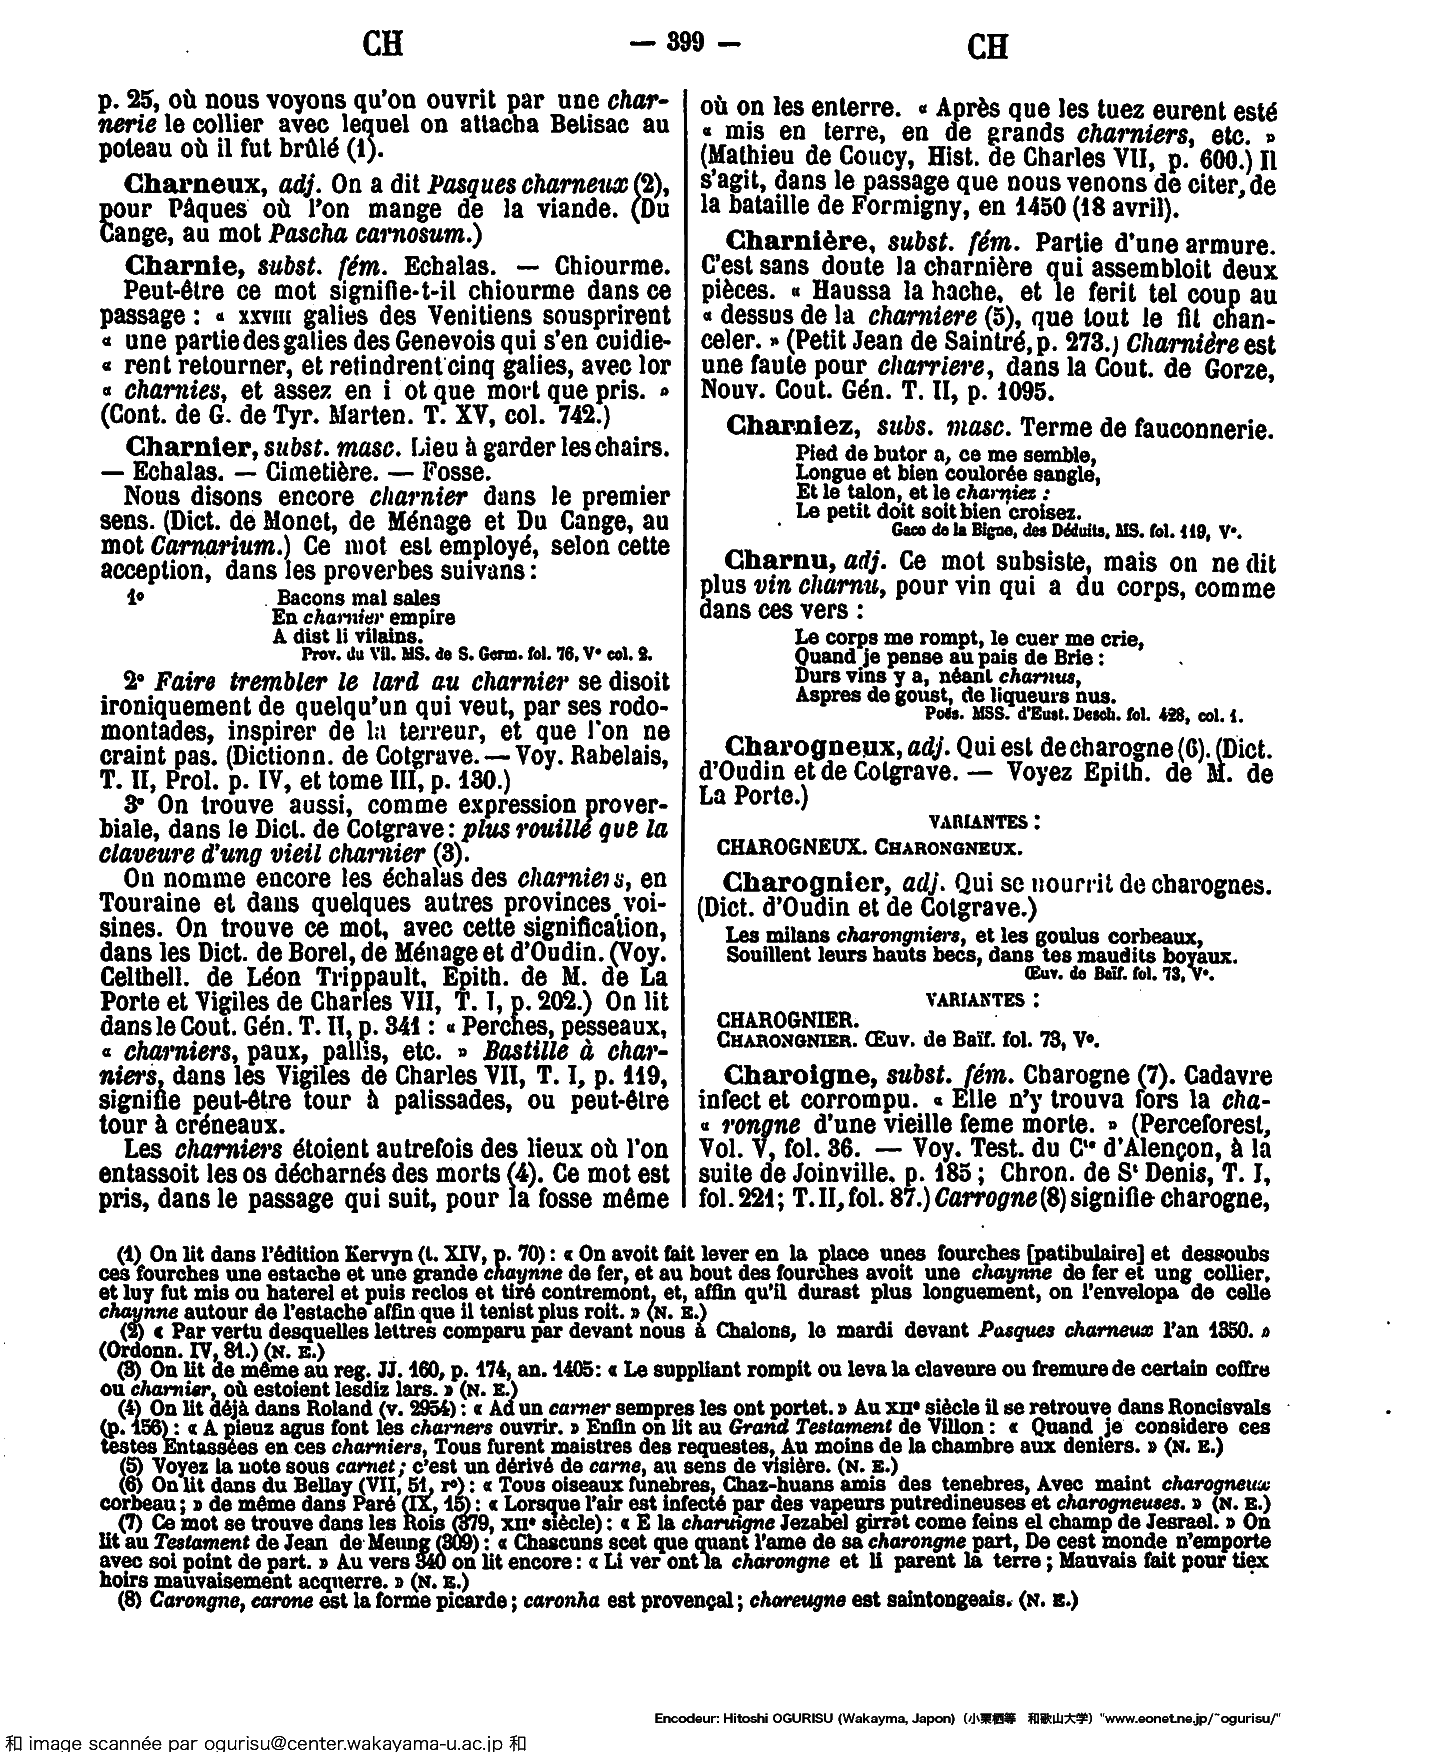 CH — 399 — CH
p. 25, où nous voyons qu'on ouvrit par une char-
nerie le collier avec lequel on attacha Betisac au
poteau où il fut brûlé (1).
Charneux, adj. On a dit Pasques charneux (2),
pour Pâques où l'on mange de la viande. (Du
Cange, au mot Pascha carnosum.)
Charnie, subst. fém. Echalas. — Chiourme.
Peut-être ce mot signifie-t-il chiourme dans ce
passage : « XXVIII galies des Venitiens sousprirent
« une partie des galies des Genevois qui s'en cuidie-
« rent retourner, et retindrent cinq galies, avec lor
« charnies, et assez en i ot que mort que pris. »
(Cont. de G. de Tyr. Marten. T. XV, col. 742.)
Charnier, subst. masc. Lieu à garder les chairs.
— Echalas. — Cimetière. — Fosse.
Nous disons encore charnier dans le premier
sens. (Dict. de Monet, de Ménage et Du Cange, au
mot Carnarium.) Ce mot est employé, selon cette
acception, dans les proverbes suivans :
1º Bacons mal sales
En charnier empire
A dist li vilains.
Prov. du Vil. MS. de S. Germ. fol. 76, Vº col. 2.
2º Faire trembler le lard au charnier se disoit
ironiquement de quelqu'un qui veut, par ses rodo-
montades, inspirer de la terreur, et que l'on ne
craint pas. (Dictionn. de Cotgrave. — Voy. Rabelais,
T. II, Prol. p. IV, et tome III, p. 130.)
3º On trouve aussi, comme expression prover-
biale, dans le Dict. de Cotgrave : plus rouillé que la
claveure d'ung vieil charnier (3).
On nomme encore les échalas des charniers, en
Touraine et dans quelques autres provinces voi-
sines. On trouve ce mot, avec cette signification,
dans les Dict. de Borel, de Ménage et d'Oudin. (Voy.
Celthell. de Léon Trippault, Epith. de M. de La
Porte et Vigiles de Charles VII, T. I, p. 202.) On lit
dans le Cout. Gén. T. II, p. 341 : « Perches, pesseaux,
« charniers, paux, pallis, etc. » Bastille à char-
niers, dans les Vigiles de Charles VII, T. I, p. 119,
signifie peut-être tour à palissades, ou peut-être
tour à créneaux.
Les charniers étoient autrefois des lieux où l'on
entassoit les os décharnés des morts (4). Ce mot est
pris, dans le passage qui suit, pour la fosse même
où on les enterre. « Après que les tuez eurent esté
« mis en terre, en de grands charniers, etc. »
(Mathieu de Coucy, Hist. de Charles VII, p. 600.) Il
s'agit, dans le passage que nous venons de citer, de
la bataille de Formigny, en 1450 (18 avril).
Charnière, subst. fém. Partie d'une armure.
C'est sans doute la charnière qui assembloit deux
pièces. « Haussa la hache, et le ferit tel coup au
« dessus de la charniere (5), que tout le fit chan-
celer. » (Petit Jean de Saintré, p. 273.) Charnière est
une faute pour charriere, dans la Cout. de Gorze,
Nouv. Cout. Gén. T. II, p. 1095.
Charniez, subs. masc. Terme de fauconnerie.
Pied de butor a, ce me semble,
Longue et bien coulorée sangle,
Et le talon, et le charniez :
Le petit doit soit bien croisez.
Gace de la Bigne, des Déduits, MS. fol. 119, Vº.
Charnu, adj. Ce mot subsiste, mais on ne dit
plus vin charnu, pour vin qui a du corps, comme
dans ces vers :
Le corps me rompt, le cuer me crie,
Quand je pense au pais de Brie :
Durs vins y a, néant charnus,
Aspres de goust, de liqueurs nus.
Poës. MSS. d'Eust. Desch. fol. 428, col. 1.
Charogneux, adj. Qui est de charogne (6). (Dict.
d'Oudin et de Cotgrave. — Voyez Epith. de M. de
La Porte.)
VARIANTES :
CHAROGNEUX. CHARONGNEUX.
Charognier, adj. Qui se nourrit de charognes.
(Dict. d'Oudin et de Cotgrave.)
Les milans charongniers, et les goulus corbeaux,
Souillent leurs hauts becs, dans tes maudits boyaux.
Œuv. de Baïf. fol. 73, Vº.
VARIANTES :
CHAROGNIER.
CHARONGNIER. Œuv. de Baïf. fol. 73, Vº.
Charoigne, subst. fém. Charogne (7). Cadavre
infect et corrompu. « Elle n'y trouva fors la cha-
« rongne d'une vieille feme morte. » (Perceforest,
Vol. V, fol. 36. — Voy. Test. du Cte d'Alençon, à la
suite de Joinville, p. 185 ; Chron. de St Denis, T. I,
fol. 221 ; T. II, fol. 87.) Carrogne (8) signifie charogne,
(1) On lit dans l'édition Kervyn (t. XIV, p. 70) : « On avoit fait lever en la place unes fourches [patibulaire] et dessoubs
ces fourches une estache et une grande chaynne de fer, et au bout des fourches avoit une chaynne de fer et ung collier,
et luy fut mis ou haterel et puis reclos et tiré contremont, et, affin qu'il durast plus longuement, on l'envelopa de celle
chaynne autour de l'estache affin que il tenist plus roit. » (N. E.)
(2) « Par vertu desquelles lettres comparu par devant nous à Chalons, le mardi devant Pasques charneux l'an 1350. »
(Ordonn. IV, 81.) (N. E.)
(3) On lit de même au reg. JJ. 160, p. 174, an. 1405 : « Le suppliant rompit ou leva la claveure ou fremure de certain coffre
ou charnier, où estoient lesdiz lars. » (N. E.)
(4) On lit déjà dans Roland (v. 2954) : « Ad un carner sempres les ont portet. » Au XIIe siècle il se retrouve dans Roncisvals
(p. 156) : « A pieuz agus font les charners ouvrir. » Enfin on lit au Grand Testament de Villon : « Quand je considere ces
testes Entassées en ces charniers, Tous furent maistres des requestes, Au moins de la chambre aux deniers. » (N. E.)
(5) Voyez la note sous carnet ; c'est un dérivé de carne, au sens de visière. (N. E.)
(6) On lit dans du Bellay (VII, 51, rº) : « Tous oiseaux funebres, Chaz-huans amis des tenebres, Avec maint charogneux
corbeau ; » de même dans Paré (IX, 15) : « Lorsque l'air est infecté par des vapeurs putredineuses et charogneuses. » (N. E.)
(7) Ce mot se trouve dans les Rois (379, XIIe siècle) : « E la charuigne Jezabel girrat come feins el champ de Jesrael. » On
lit au Testament de Jean de Meung (309) : « Chascuns scet que quant l'ame de sa charongne part, De cest monde n'emporte
avec soi point de part. » Au vers 340 on lit encore : « Li ver ont la charongne et li parent la terre ; Mauvais fait pour tiex
hoirs mauvaisement acquerre. » (N. E.)
(8) Carongne, carone est la forme picarde ; caronha est provençal ; chareugne est saintongeais. (N. E.)
Encodeur: Hitoshi OGURISU (Wakayma, Japon) (小栗栖等 和歌山大学) "www.eonet.ne.jp/~ogurisu/"
和 image scannée par ogurisu@center.wakayama-u.ac.jp 和